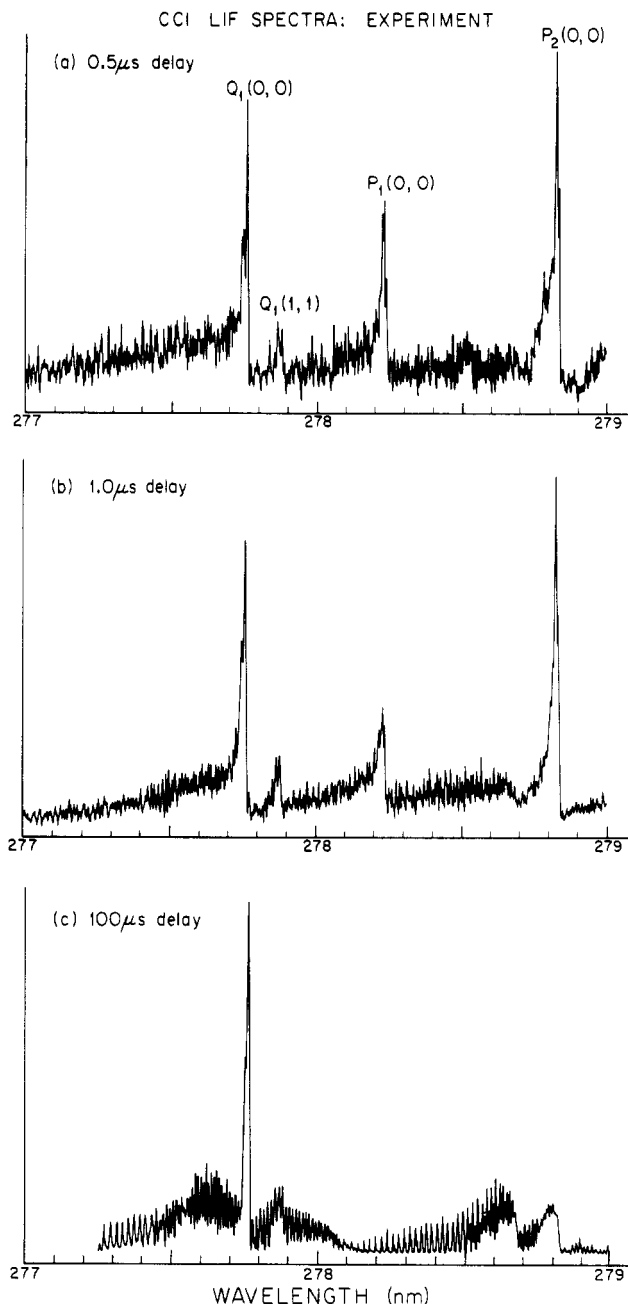 CCl LIF SPECTRA: EXPERIMENT
(a) 0.5μs delay
Q1(0,0)
Q1(1,1)
P1(0,0)
P2(0,0)
277
278
279
(b) 1.0μs delay
277
278
279
(c) 100μs delay
277
278
279
WAVELENGTH (nm)